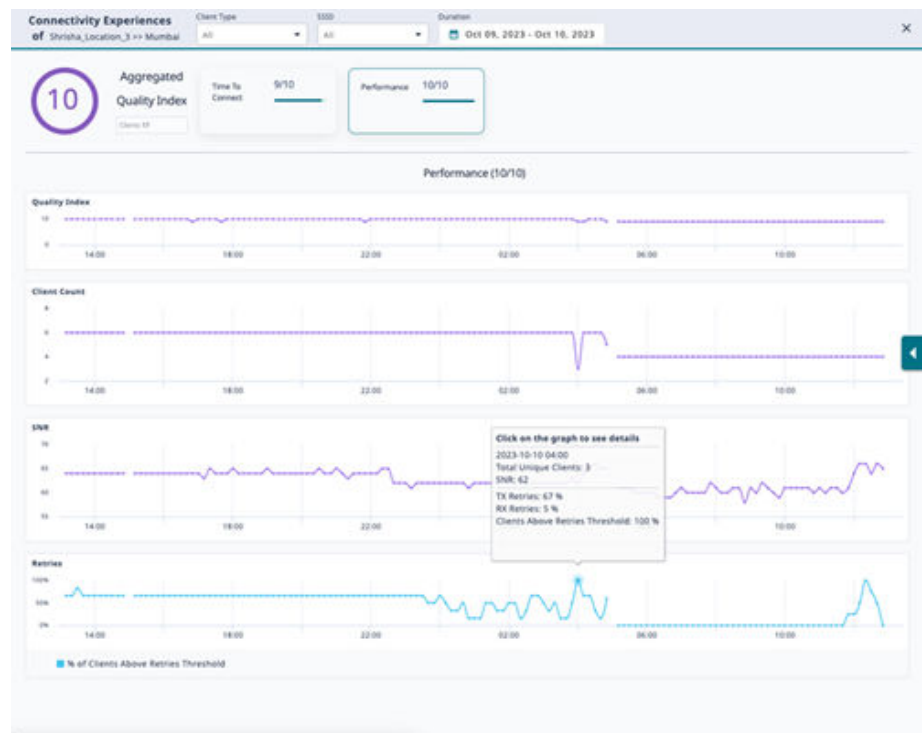 Connectivity Experiences
of Shrisha_Location_3 >> Mumbai
Client Type
All
SSID
All
Duration
Oct 09, 2023 - Oct 10, 2023
10
Aggregated
Quality Index
Time To
Connect
9/10
Performance
10/10
Performance (10/10)
Quality Index
10
0
14:00
18:00
22:00
02:00
06:00
10:00
Client Count
8
6
4
2
14:00
18:00
22:00
02:00
06:00
10:00
SNR
70
14:00
18:00
22:00
10:00
Click on the graph to see details
2023-10-10 04:00
Total Unique Clients: 3
SNR: 62
TX Retries: 67 %
RX Retries: 5 %
Clients Above Retries Threshold: 100 %
Retries
100%
50%
0%
14:00
18:00
22:00
02:00
06:00
10:00
% of Clients Above Retries Threshold